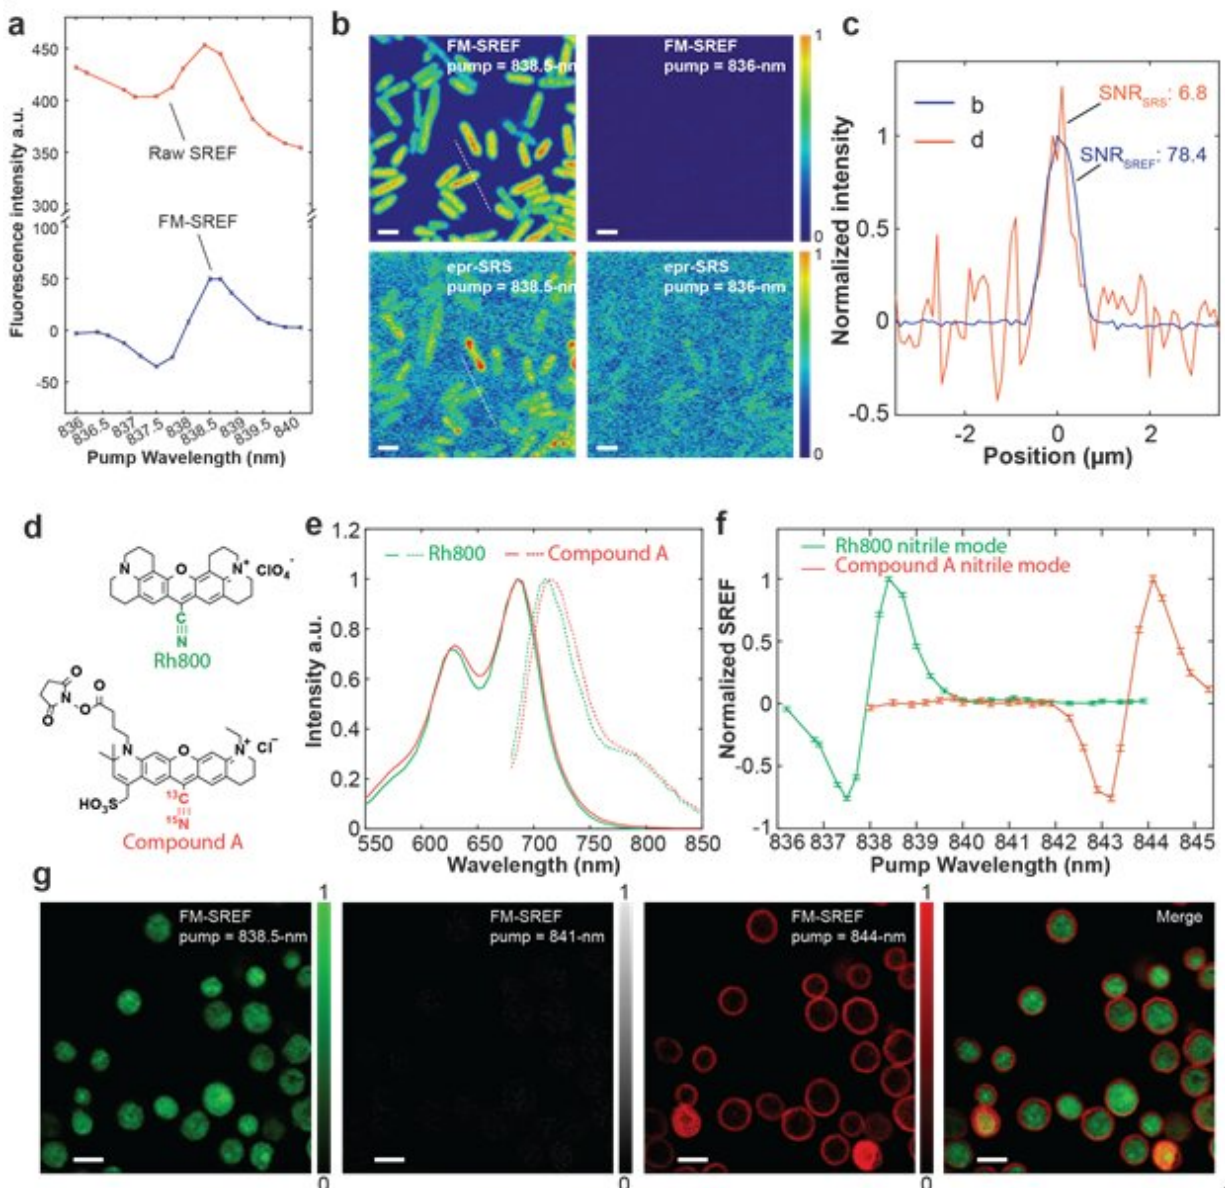 a
450
400
350
300
100
50
0
-50
Fluorescence intensity a.u.
Raw SREF
FM-SREF
836
836.5
837
837.5
838
838.5
839
839.5
840
Pump Wavelength (nm)
b
FM-SREF
pump = 838.5-nm
FM-SREF
pump = 836-nm
1
0
epr-SRS
pump = 838.5-nm
epr-SRS
pump = 836-nm
1
0
c
b
d
SNRSRS: 6.8
SNRSREF: 78.4
1
0.5
0
-0.5
Normalized intensity
-2
0
2
Position (µm)
d
N
O
N+
ClO4-
C
N
Rh800
O
N
O
O
O
N
O
N+
Cl-
HO3S
13C
15N
Compound A
e
1.2
1
0.8
0.6
0.4
0.2
0
Intensity a.u.
Rh800
Compound A
550
600
650
700
750
800
850
Wavelength (nm)
f
Rh800 nitrile mode
Compound A nitrile mode
1
0.5
0
-0.5
-1
Normalized SREF
836
837
838
839
840
841
842
843
844
845
Pump Wavelength (nm)
g
FM-SREF
pump = 838.5-nm
1
0
FM-SREF
pump = 841-nm
1
0
FM-SREF
pump = 844-nm
1
0
Merge